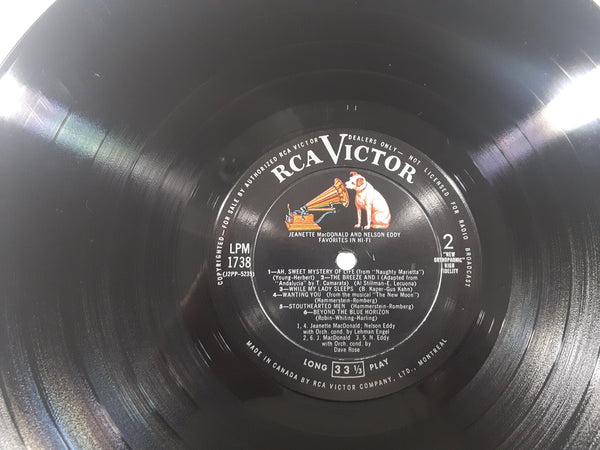 COPYRIGHTED—FOR SALE BY AUTHORIZED RCA VICTOR DEALERS ONLY—NOT LICENSED FOR RADIO BROADCAST
RCA VICTOR
JEANETTE MacDONALD AND NELSON EDDY
FAVORITES IN HI-FI
LPM
1738
(J2PP-5235)
2
"NEW
ORTHOPHONIC"
HIGH
FIDELITY
1—AH, SWEET MYSTERY OF LIFE (from "Naughty Marietta")
(Young-Herbert) 2—THE BREEZE AND I (Adapted from
"Andalucia" by T. Camarata) (Al Stillman-E. Lecuona)
3—WHILE MY LADY SLEEPS (B. Kaper-Gus Kahn)
4—WANTING YOU (from the musical "The New Moon")
(Hammerstein-Romberg)
5—STOUTHEARTED MEN (Hammerstein-Romberg)
6—BEYOND THE BLUE HORIZON
(Robin-Whiting-Harling)
1,4. Jeanette MacDonald; Nelson Eddy
with Orch. cond. by Lehman Engel
2,6. J. MacDonald 3,5. N. Eddy
with Orch. cond. by
Dave Rose
LONG 33⅓ PLAY
MADE IN CANADA BY RCA VICTOR COMPANY, LTD., MONTREAL